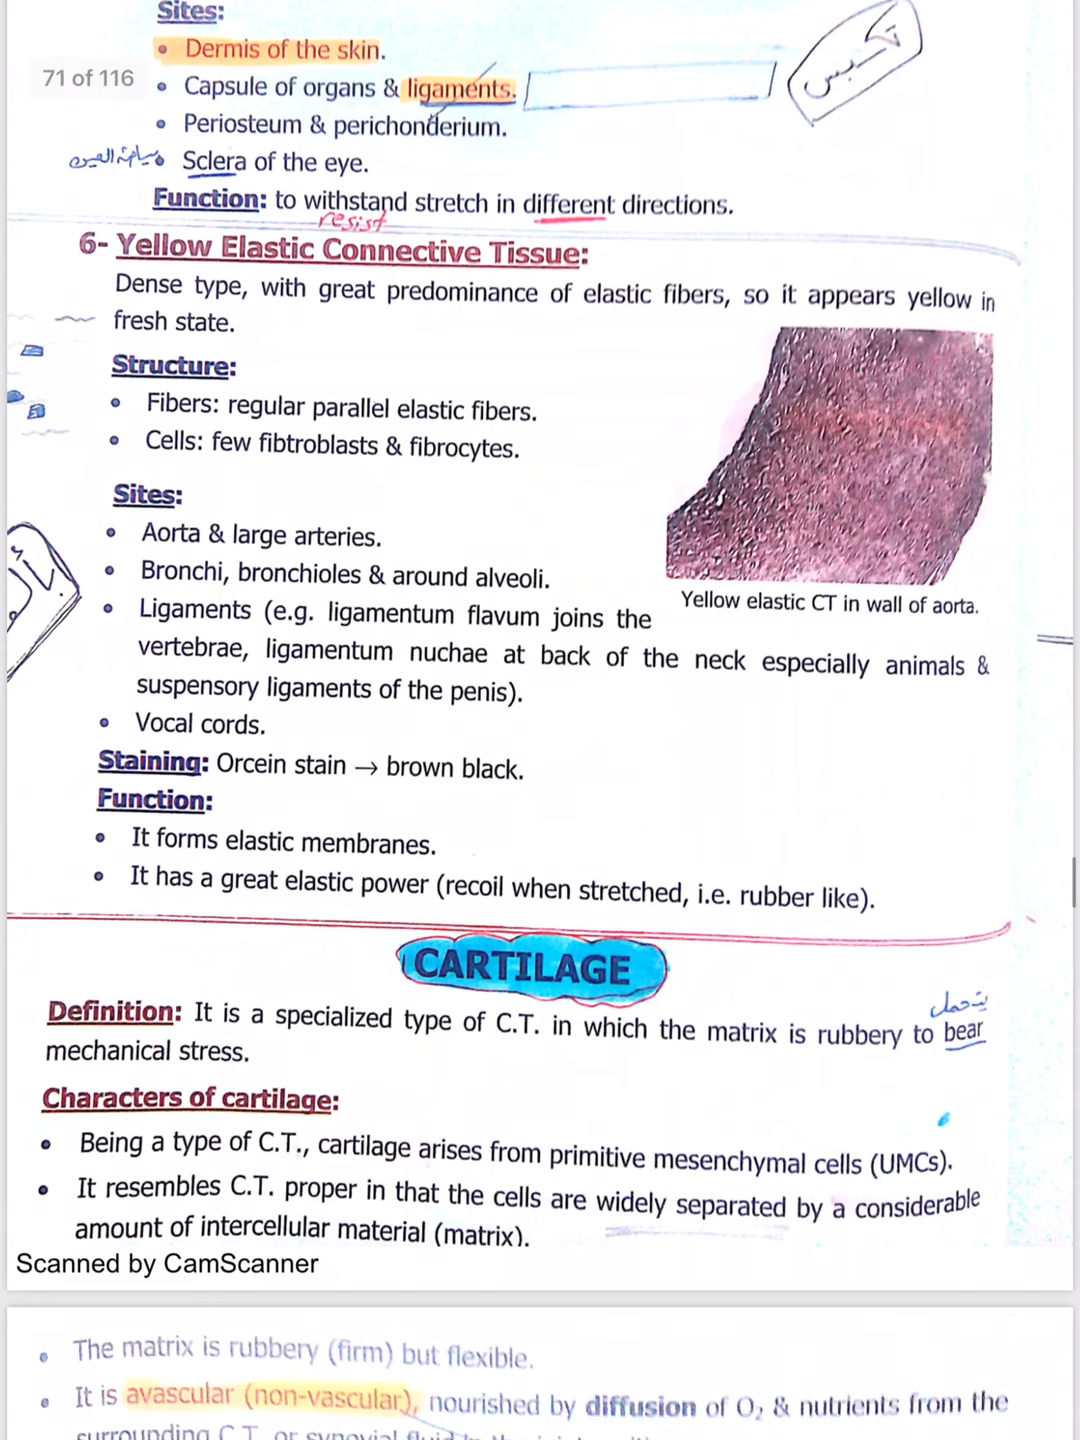 Sites:
• Dermis of the skin.
71 of 116
• Capsule of organs & ligaments.
• Periosteum & perichonderium.
• Sclera of the eye.
Function: to withstand stretch in different directions.
resist
6- Yellow Elastic Connective Tissue:
Dense type, with great predominance of elastic fibers, so it appears yellow in
fresh state.
Structure:
• Fibers: regular parallel elastic fibers.
• Cells: few fibtroblasts & fibrocytes.
Sites:
• Aorta & large arteries.
• Bronchi, bronchioles & around alveoli.
• Ligaments (e.g. ligamentum flavum joins the
vertebrae, ligamentum nuchae at back of the neck especially animals &
suspensory ligaments of the penis).
• Vocal cords.
Yellow elastic CT in wall of aorta.
Staining: Orcein stain → brown black.
Function:
• It forms elastic membranes.
• It has a great elastic power (recoil when stretched, i.e. rubber like).
CARTILAGE
يتحمل
Definition: It is a specialized type of C.T. in which the matrix is rubbery to bear
mechanical stress.
Characters of cartilage:
• Being a type of C.T., cartilage arises from primitive mesenchymal cells (UMCs).
• It resembles C.T. proper in that the cells are widely separated by a considerable
amount of intercellular material (matrix).
Scanned by CamScanner
• The matrix is rubbery (firm) but flexible.
• It is avascular (non-vascular), nourished by diffusion of O₂ & nutrients from the
surrounding C.T. or synovial fluid